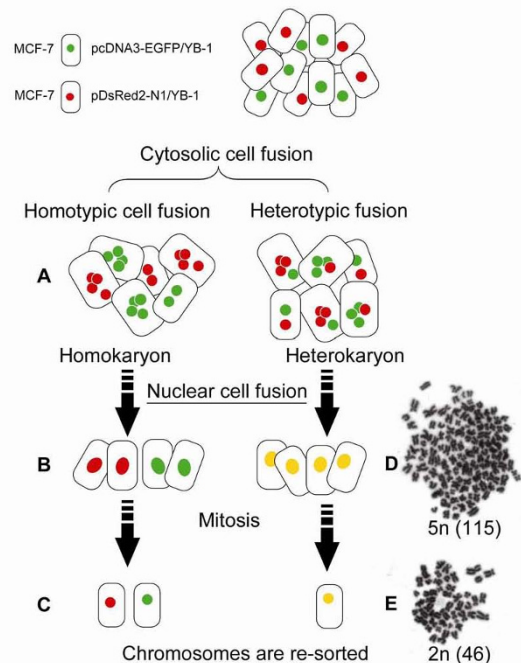 MCF-7 pcDNA3-EGFP/YB-1
MCF-7 pDsRed2-N1/YB-1
Cytosolic cell fusion
Homotypic cell fusion Heterotypic fusion
A
Homokaryon Heterokaryon
Nuclear cell fusion
B D
5n (115)
Mitosis
C E
2n (46)
Chromosomes are re-sorted